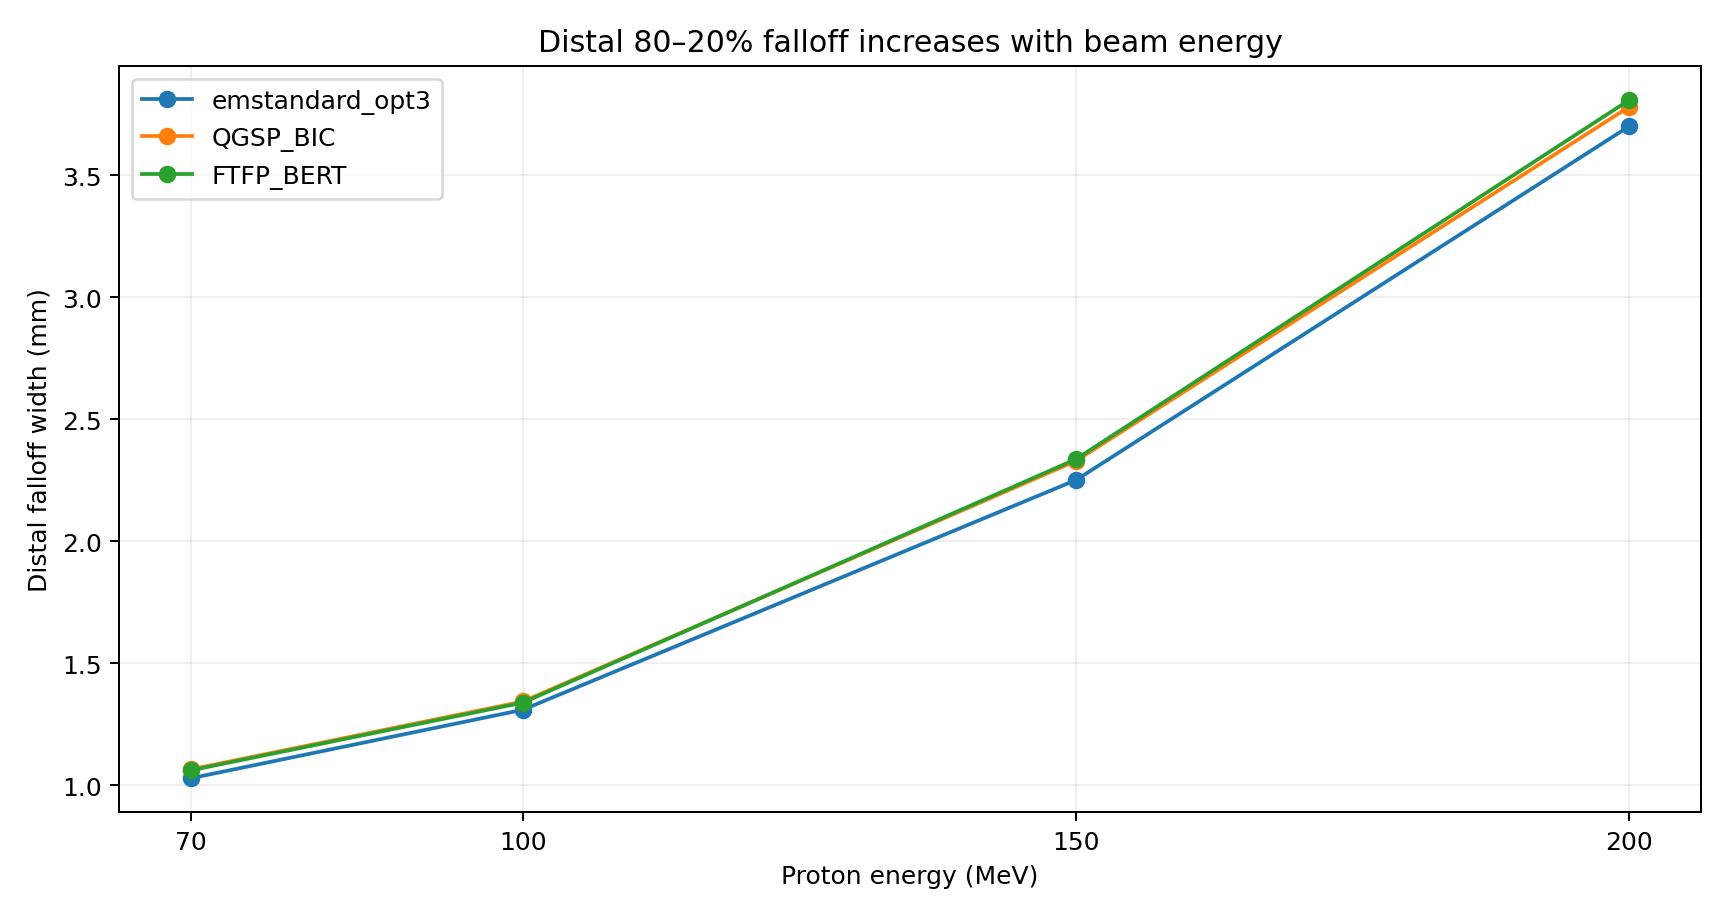 Distal 80–20% falloff increases with beam energy
emstandard_opt3
QGSP_BIC
FTFP_BERT
Distal falloff width (mm)
3.5
3.0
2.5
2.0
1.5
1.0
70 100 150 200
Proton energy (MeV)